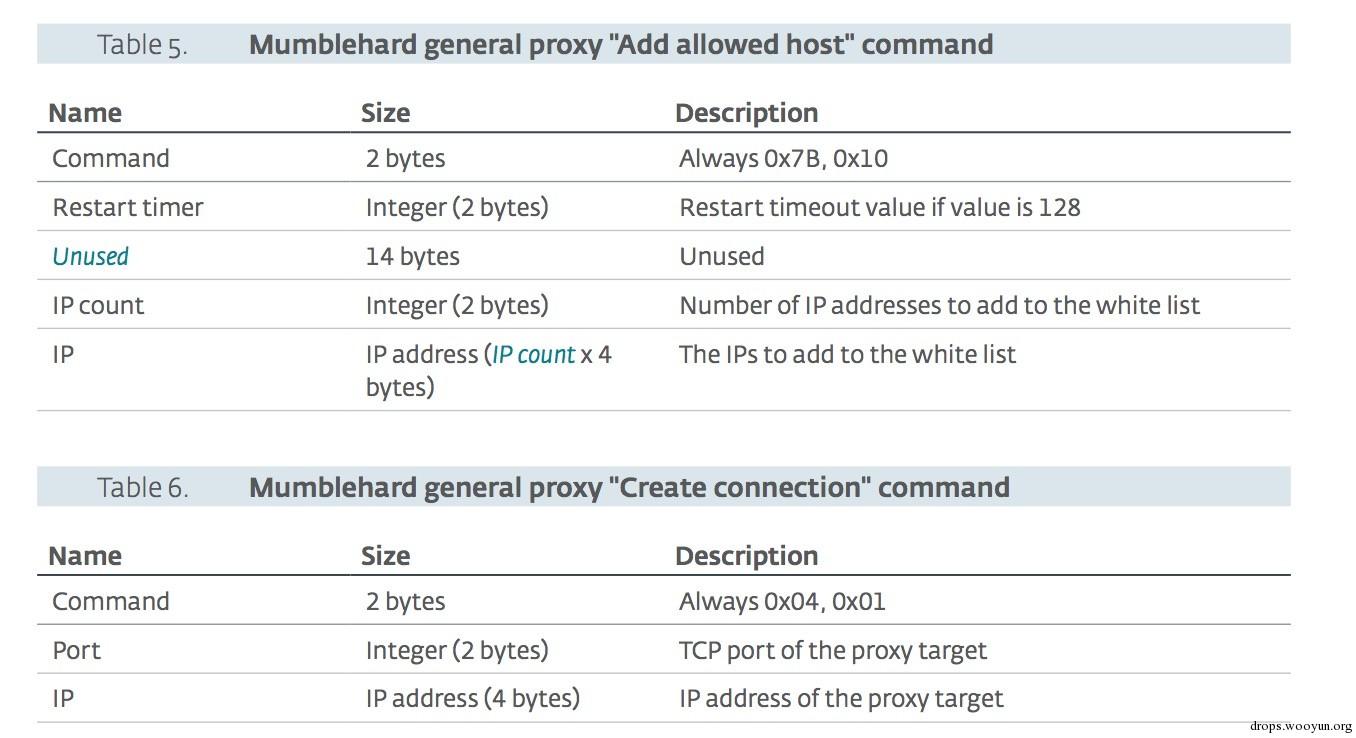 Table 5. Mumblehard general proxy "Add allowed host" command
Name Size Description
Command 2 bytes Always 0x7B, 0x10
Restart timer Integer (2 bytes) Restart timeout value if value is 128
Unused 14 bytes Unused
IP count Integer (2 bytes) Number of IP addresses to add to the white list
IP IP address (IP count x 4 The IPs to add to the white list
bytes)
Table 6. Mumblehard general proxy "Create connection" command
Name Size Description
Command 2 bytes Always 0x04, 0x01
Port Integer (2 bytes) TCP port of the proxy target
IP IP address (4 bytes) IP address of the proxy target
drops.wooyun.org